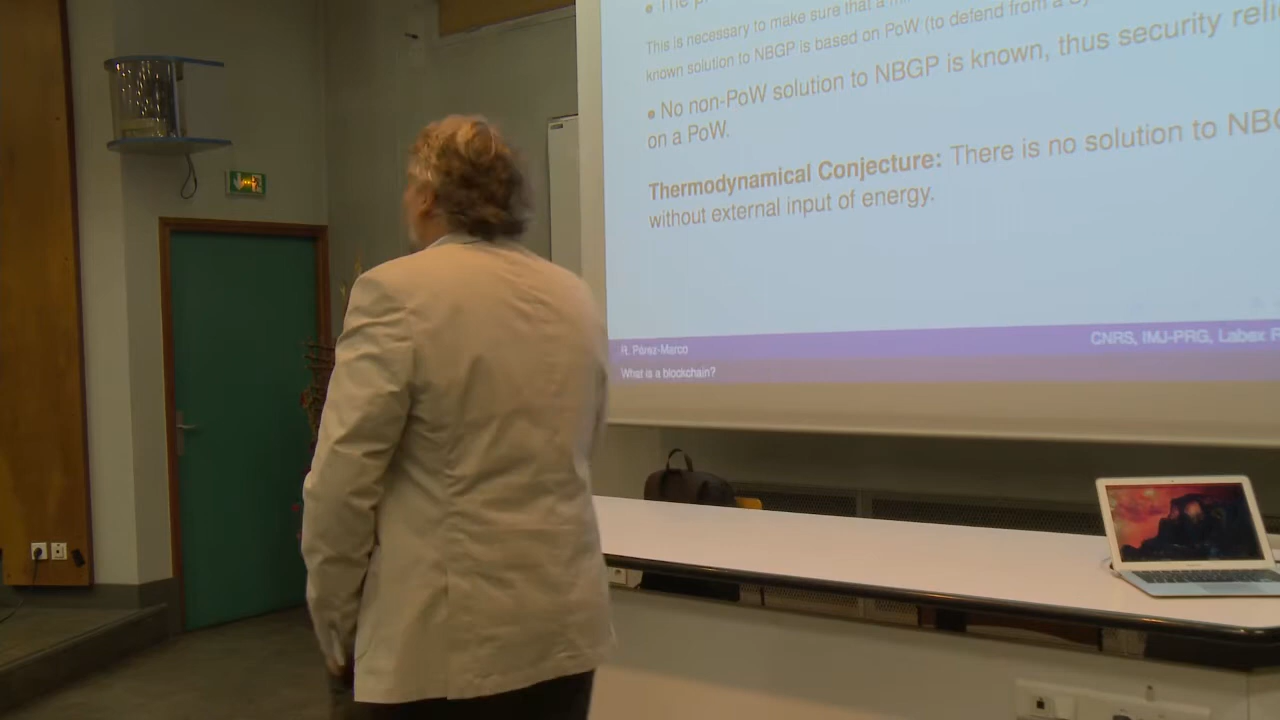 • The
This is necessary to make sure that a
known solution to NBGP is based on PoW (to defend from a
• No non-PoW solution to NBGP is known, thus security
on a PoW.
Thermodynamical Conjecture: There is no solution to
without external input of energy.
R. Pérez-Marco
CNRS, IMJ-PRG, Labex
What is a blockchain?